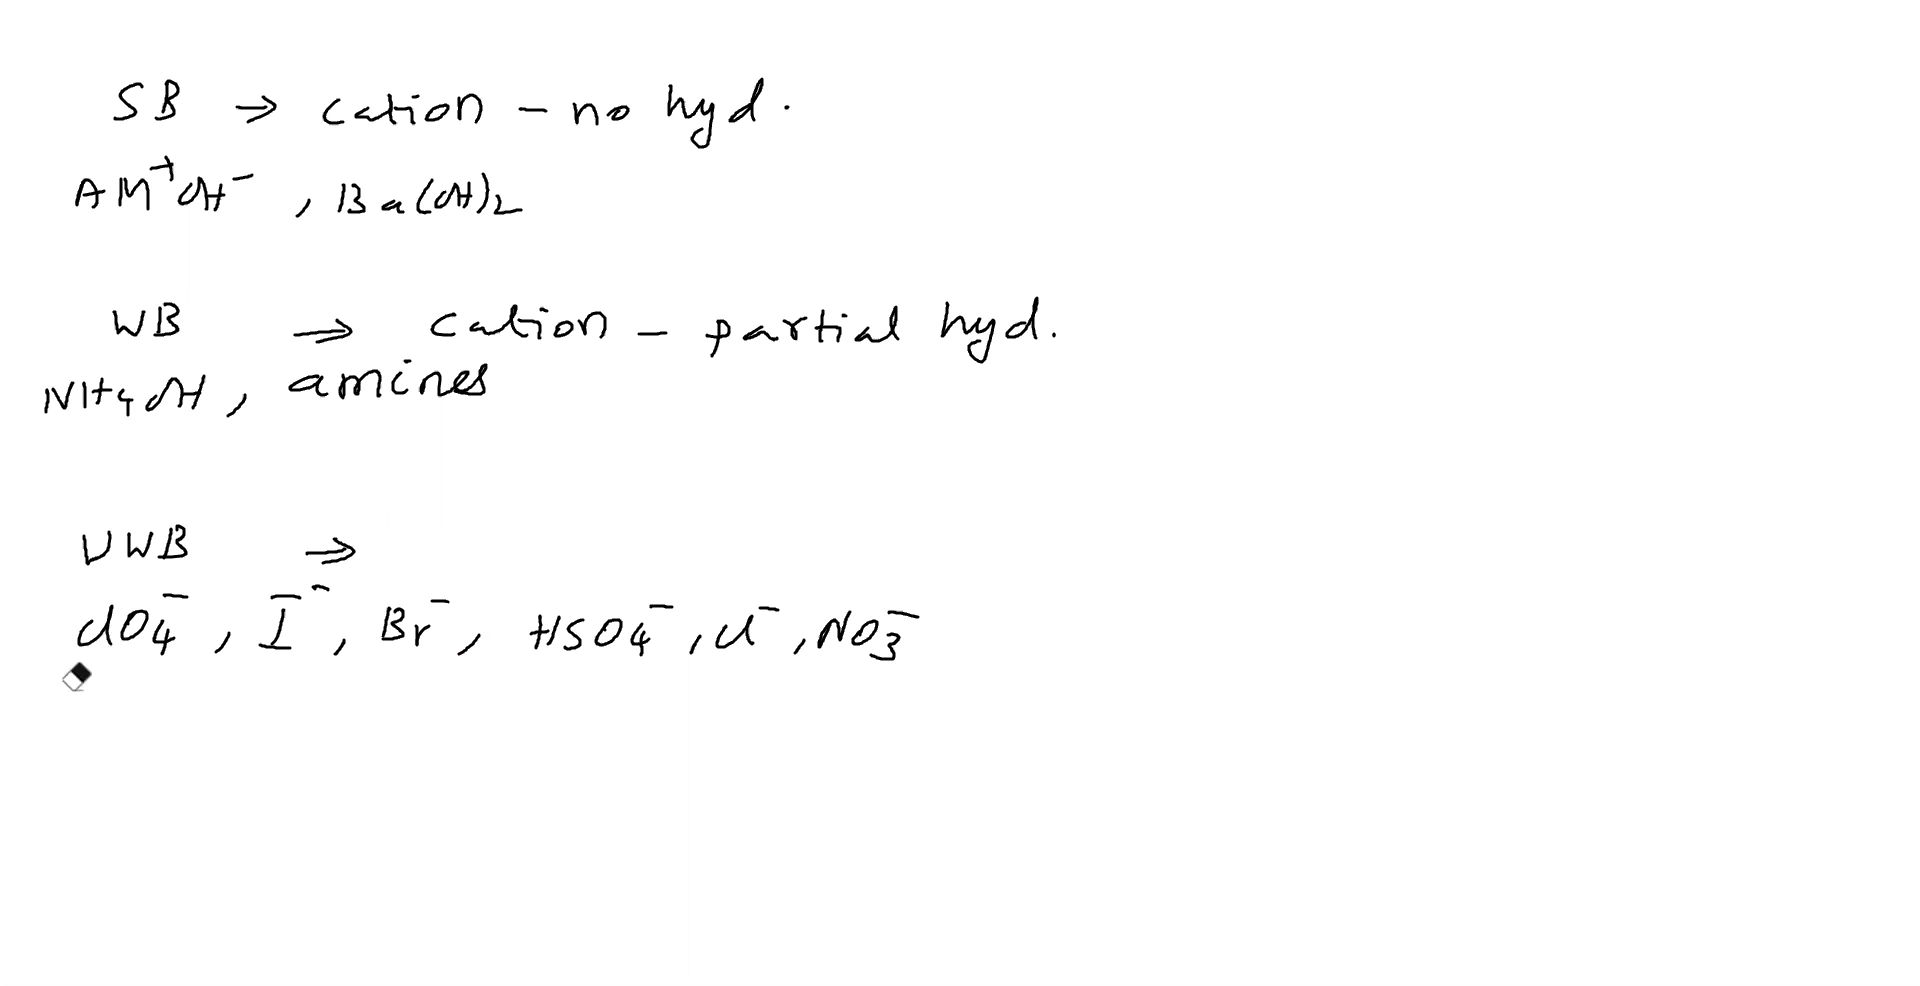 SB ⇒ cation - no hyd.
AM⁺OH⁻, Ba(OH)₂
WB ⇒ cation - partial hyd.
NH₄OH, amines
VWB ⇒
ClO₄⁻, I⁻, Br⁻, HSO₄⁻, Cl⁻, NO₃⁻